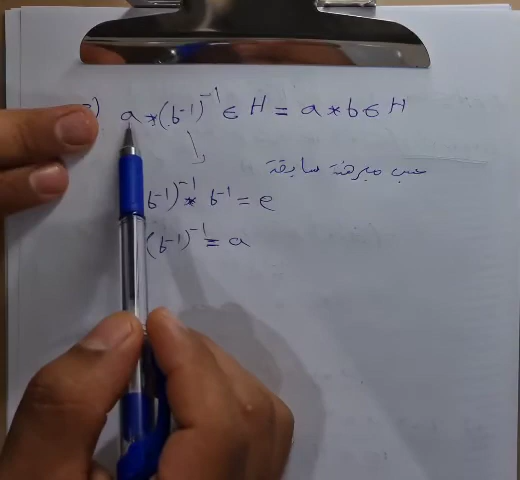 a * (b-1)⁻¹ ∈ H = a * b ∈ H
حسب مبرهنة سابقة
b-1)⁻¹ * b-1 = e
(b-1)⁻¹ = a